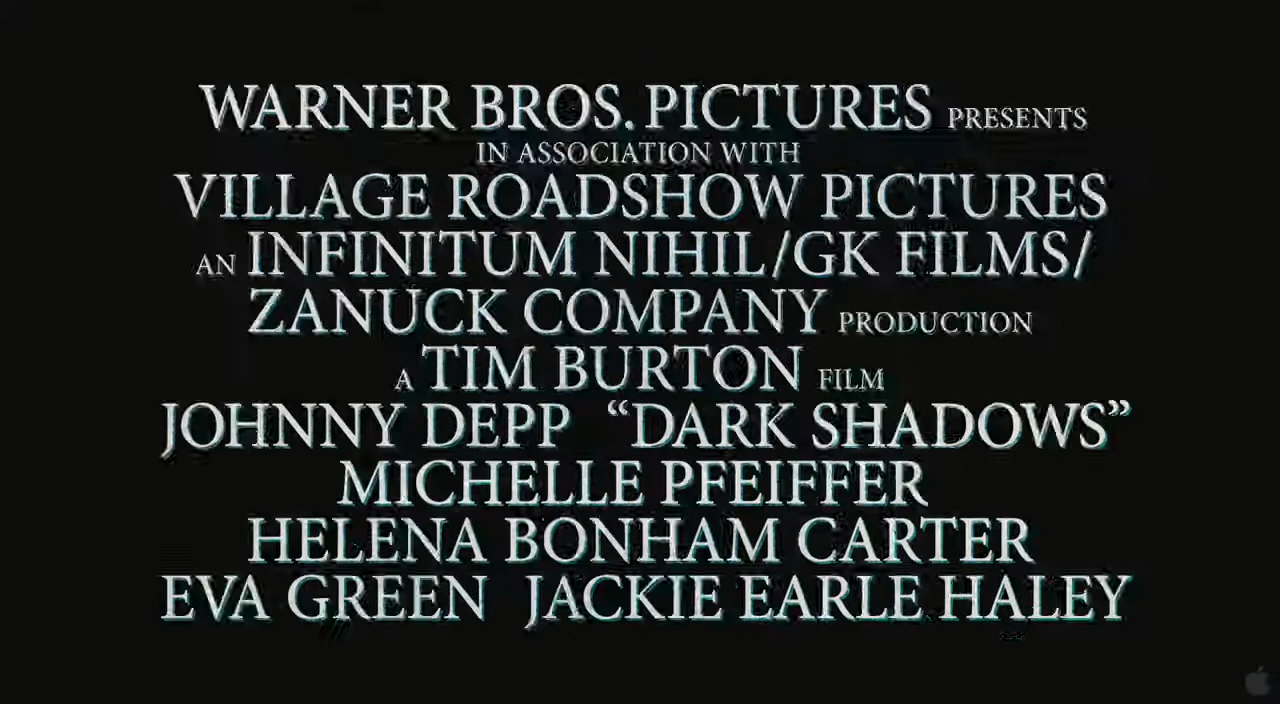 WARNER BROS. PICTURES PRESENTS
IN ASSOCIATION WITH
VILLAGE ROADSHOW PICTURES
AN INFINITUM NIHIL/GK FILMS/
ZANUCK COMPANY PRODUCTION
A TIM BURTON FILM
JOHNNY DEPP "DARK SHADOWS"
MICHELLE PFEIFFER
HELENA BONHAM CARTER
EVA GREEN JACKIE EARLE HALEY